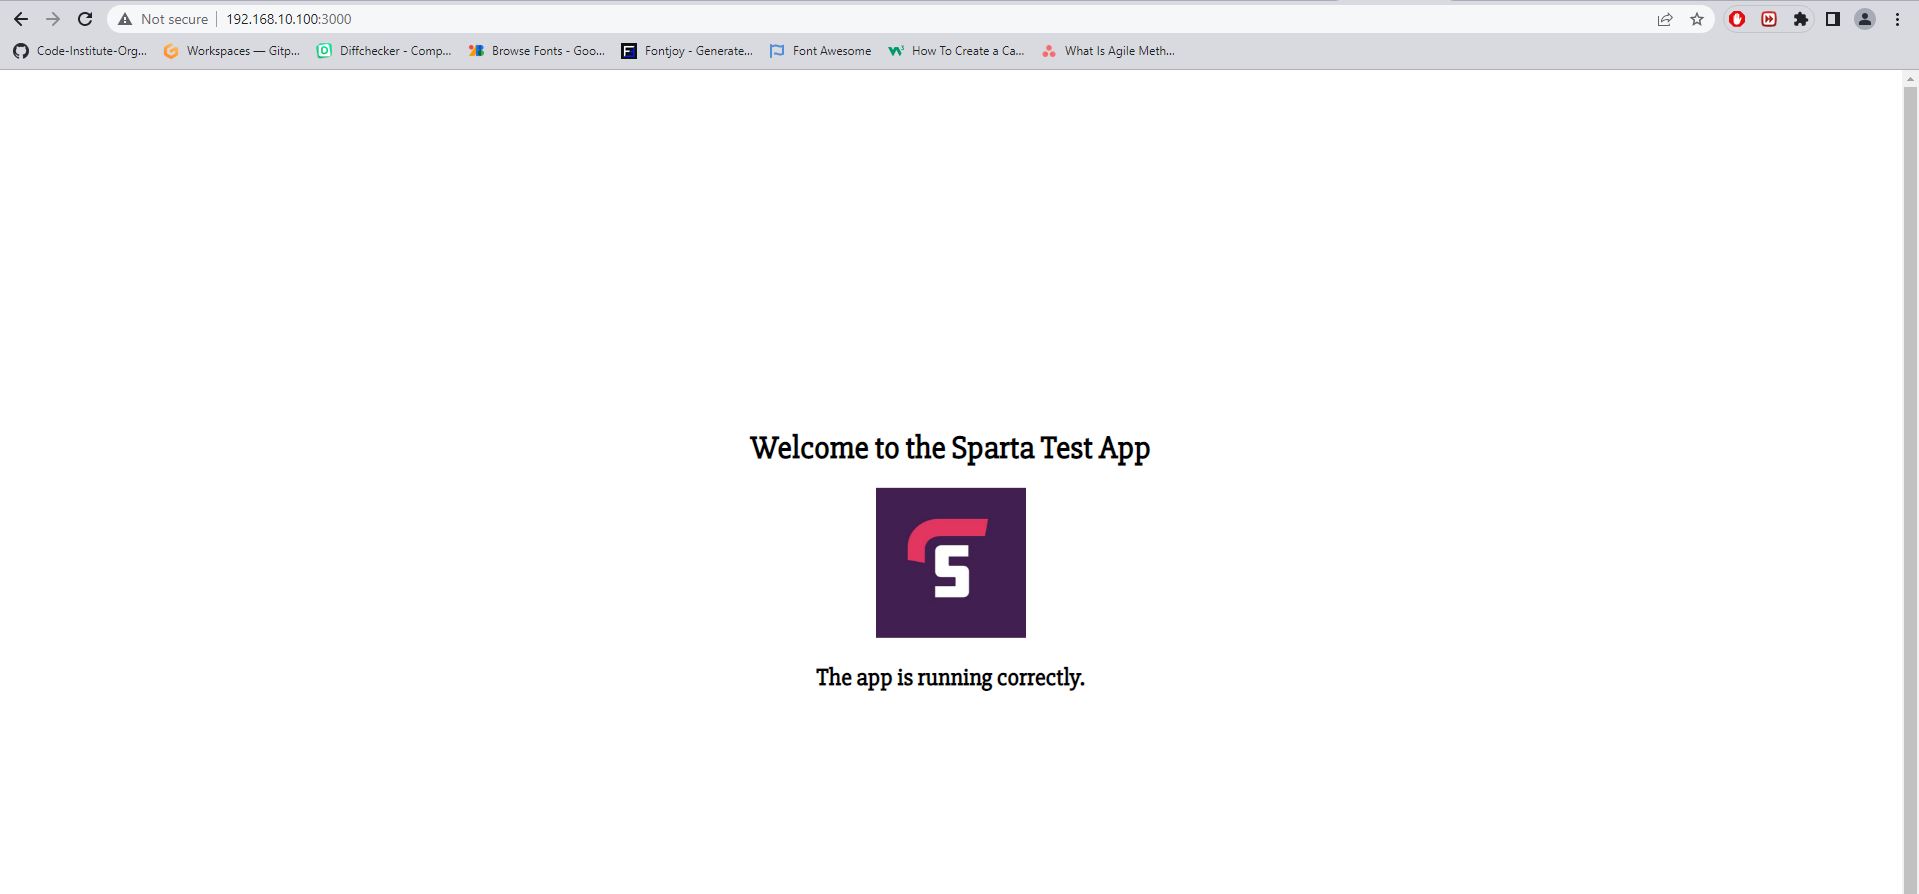 Not secure 192.168.10.100:3000
Code-Institute-Org... Workspaces — Gitp... Diffchecker - Comp... Browse Fonts - Goo... Fontjoy - Generate... Font Awesome How To Create a Ca... What Is Agile Meth...
Welcome to the Sparta Test App
S
The app is running correctly.